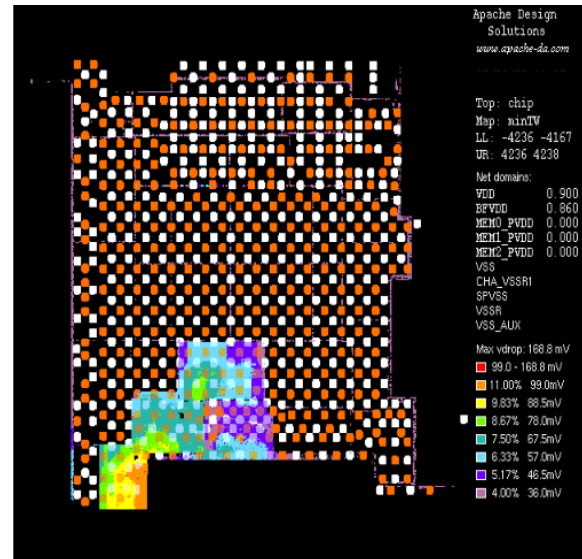 Apache Design
Solutions
www.apache-da.com
Top: chip
Map: minTW
LL: -4236 -4167
UR: 4236 4238
Net domains:
VDD 0.900
BFVDD 0.860
MEM0_PVDD 0.000
MEM1_PVDD 0.000
MEM2_PVDD 0.000
VSS
CHA_VSSR1
SPVSS
VSSR
VSS_AUX
Max vdrop: 168.8 mV
99.0 - 168.8 mV
11.00% 99.0mV
9.83% 88.5mV
8.67% 78.0mV
7.50% 67.5mV
6.33% 57.0mV
5.17% 46.5mV
4.00% 36.0mV